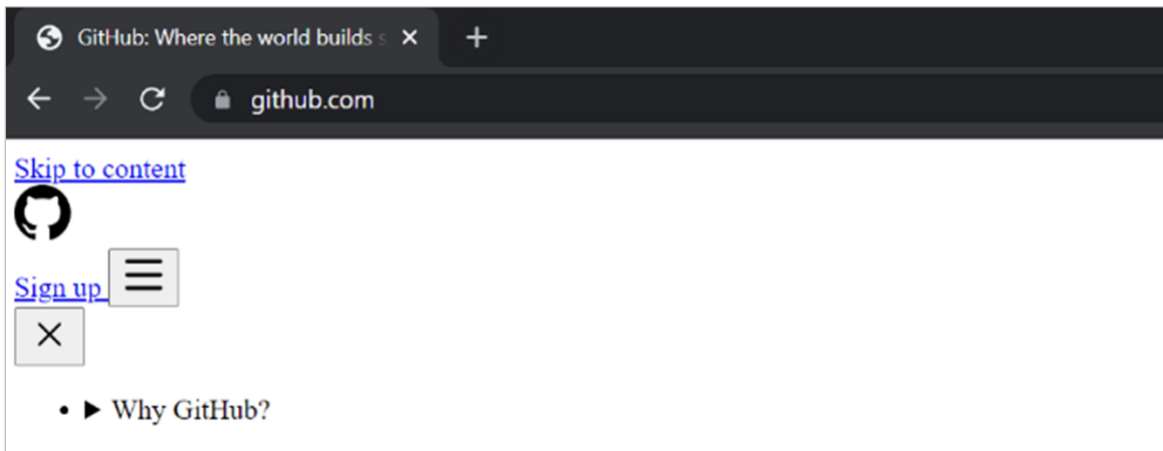 GitHub: Where the world builds s
github.com
Skip to content
Sign up
Why GitHub?